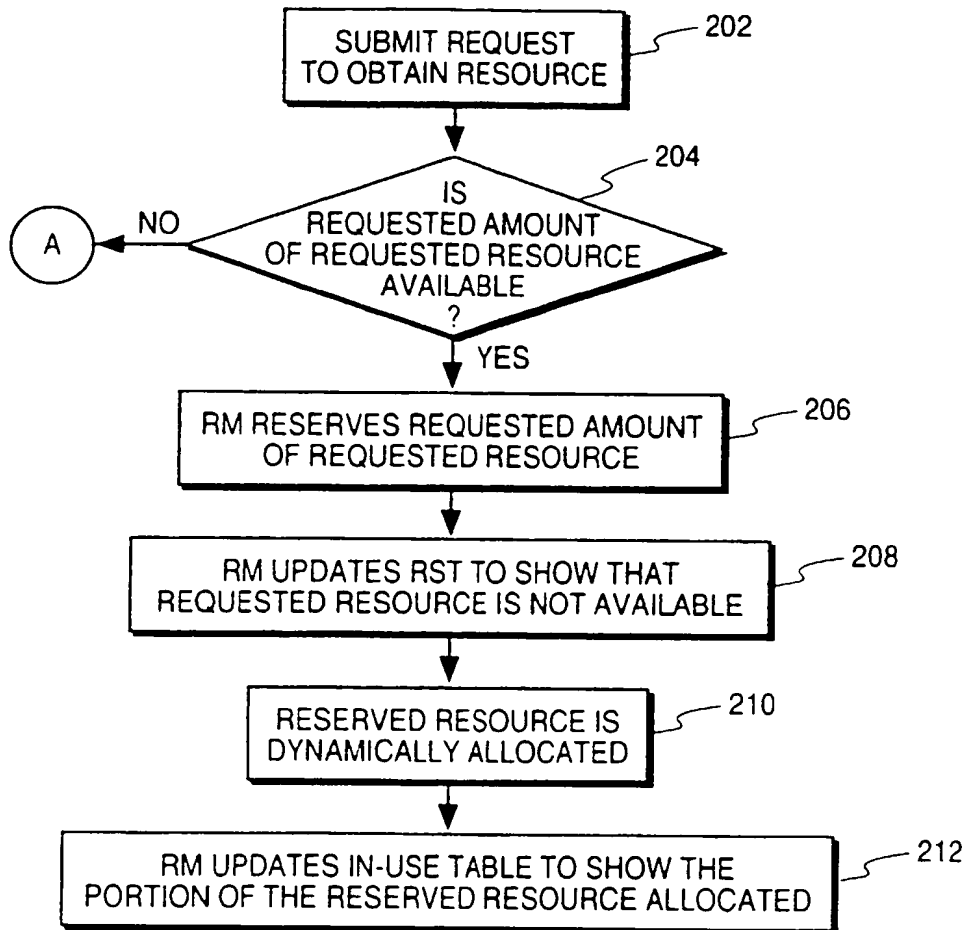 SUBMIT REQUEST
TO OBTAIN RESOURCE
202
204
IS
REQUESTED AMOUNT
OF REQUESTED RESOURCE
AVAILABLE
?
NO
A
YES
RM RESERVES REQUESTED AMOUNT
OF REQUESTED RESOURCE
206
RM UPDATES RST TO SHOW THAT
REQUESTED RESOURCE IS NOT AVAILABLE
208
RESERVED RESOURCE IS
DYNAMICALLY ALLOCATED
210
RM UPDATES IN-USE TABLE TO SHOW THE
PORTION OF THE RESERVED RESOURCE ALLOCATED
212